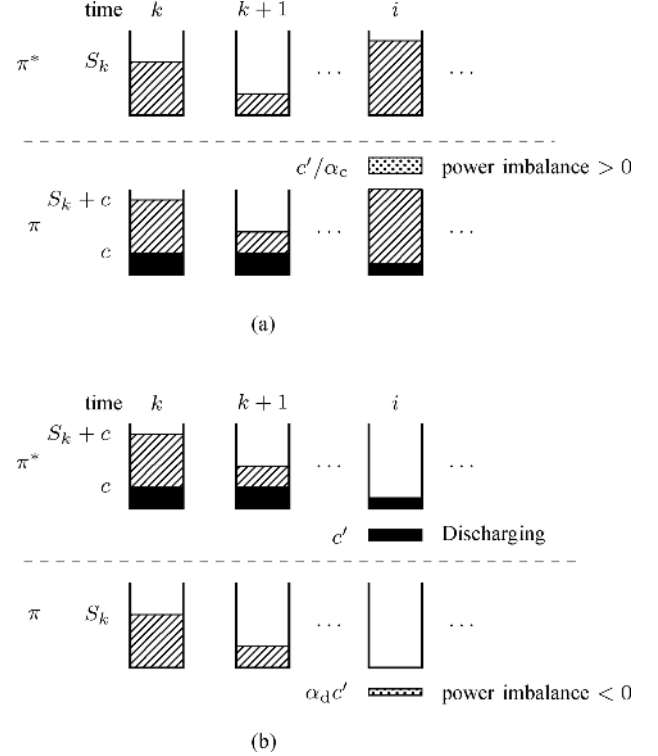 time k k + 1 i
π* S_k ... ...
c′/α_c power imbalance > 0
S_k + c
π ... ...
c
(a)
time k k + 1 i
S_k + c
π* ... ...
c
c′ Discharging
π S_k ... ...
α_d c′ power imbalance < 0
(b)